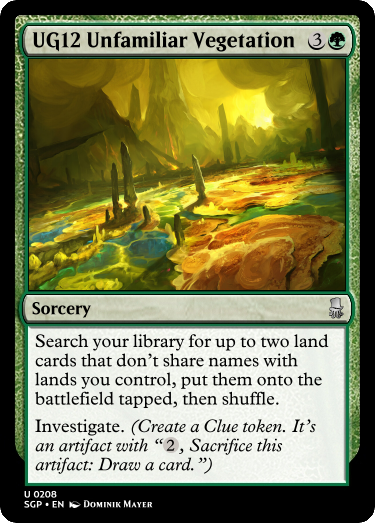 UG12 Unfamiliar Vegetation 3
Sorcery
Search your library for up to two land
cards that don't share names with
lands you control, put them onto the
battlefield tapped, then shuffle.
Investigate. (Create a Clue token. It's
an artifact with “2, Sacrifice this
artifact: Draw a card.”)
U 0208
SGP • EN Dominik Mayer